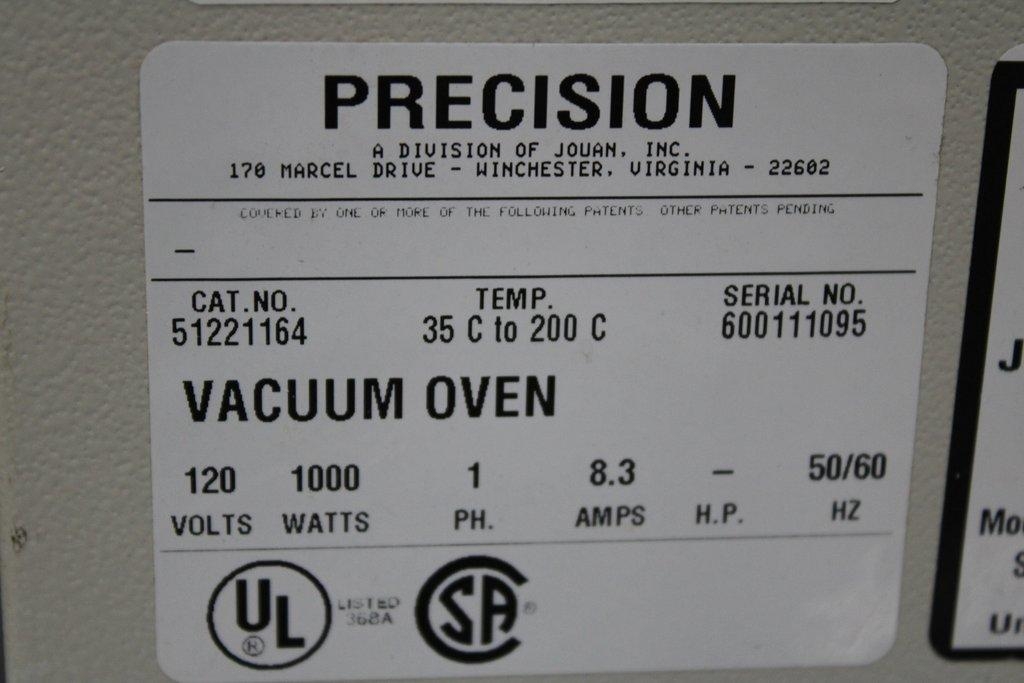 PRECISION
A DIVISION OF JOUAN, INC.
170 MARCEL DRIVE - WINCHESTER, VIRGINIA - 22602
COVERED BY ONE OR MORE OF THE FOLLOWING PATENTS OTHER PATENTS PENDING
–
CAT.NO. TEMP. SERIAL NO.
51221164 35 C to 200 C 600111095
VACUUM OVEN
120 1000 1 8.3 – 50/60
VOLTS WATTS PH. AMPS H.P. HZ
UL ® LISTED 368A SA ®
J
Mo
S